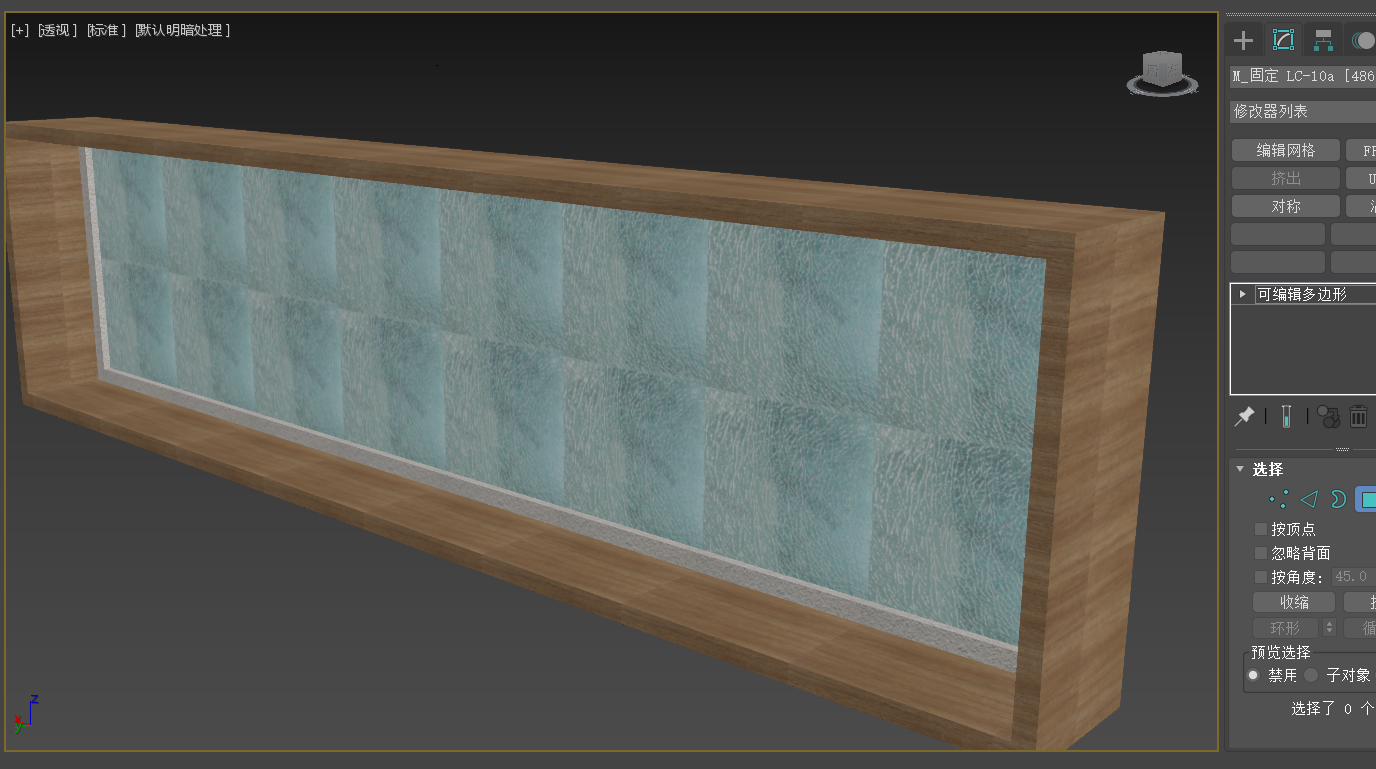 [+] [透视 ] [标准 ] [默认明暗处理 ]
M_固定 LC-10a [486
修改器列表
编辑网格
挤出
对称
可编辑多边形
选择
按顶点
忽略背面
按角度: 45.0
收缩
环形 循
预览选择
禁用 子对象
选择了 0 个
z
x
y